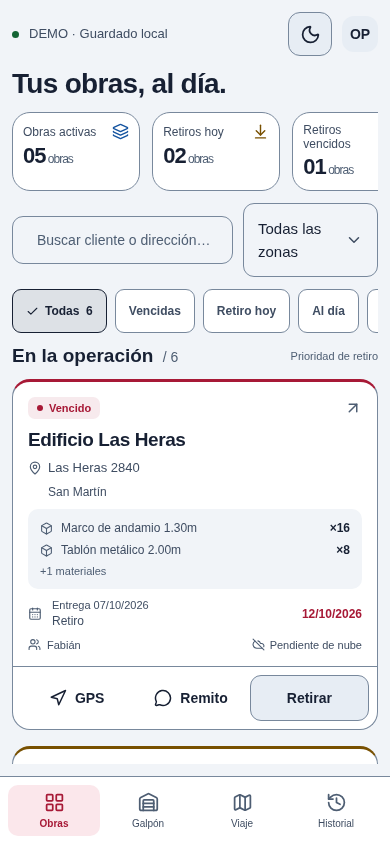 DEMO · Guardado local
OP
Tus obras, al día.
Obras activas
05 obras
Retiros hoy
02 obras
Retiros
vencidos
01 obras
Buscar cliente o dirección…
Todas las
zonas
Todas 6
Vencidas
Retiro hoy
Al día
En la operación / 6
Prioridad de retiro
Vencido
Edificio Las Heras
Las Heras 2840
San Martín
Marco de andamio 1.30m ×16
Tablón metálico 2.00m ×8
+1 materiales
Entrega 07/10/2026
Retiro
12/10/2026
Fabián
Pendiente de nube
GPS
Remito
Retirar
Obras
Galpón
Viaje
Historial